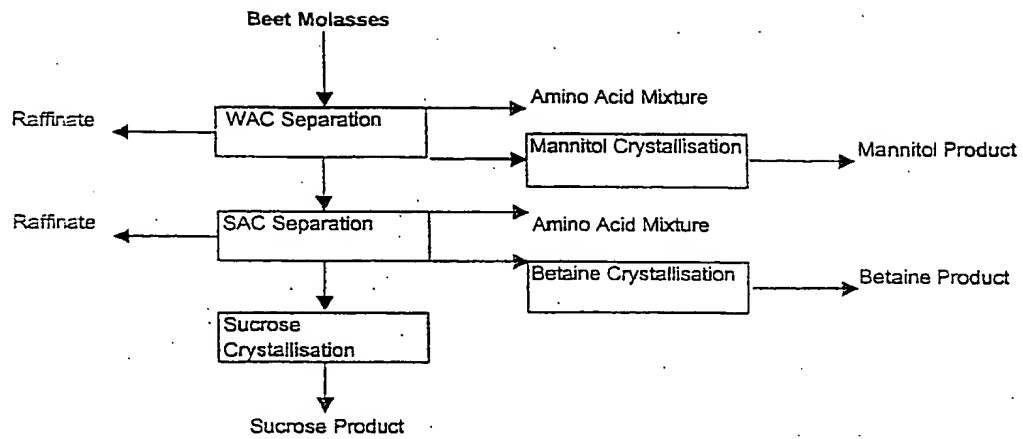 Beet Molasses
Amino Acid Mixture
Raffinate
WAC Separation
Mannitol Crystallisation
Mannitol Product
Amino Acid Mixture
Raffinate
SAC Separation
Betaine Crystallisation
Betaine Product
Sucrose
Crystallisation
Sucrose Product